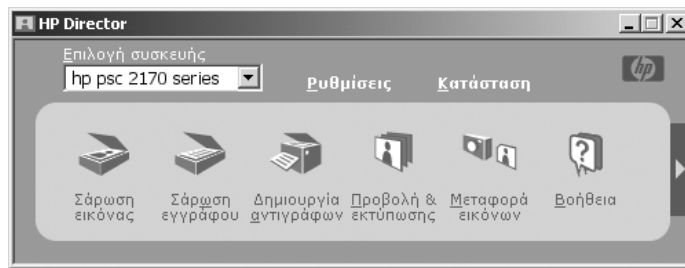 HP Director
Επιλογή συσκευής
hp psc 2170 series
Ρυθμίσεις
Κατάσταση
hp
Σάρωση
εικόνας
Σάρωση
εγγράφου
Δημιουργία
αντιγράφων
Προβολή &
εκτύπωσης
Μεταφορά
εικόνων
Βοήθεια